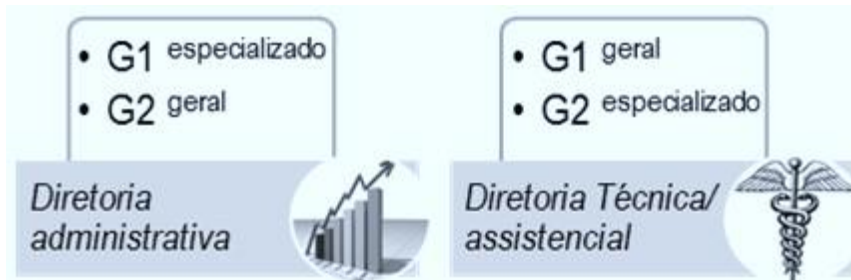 • G1 especializado
• G2 geral
Diretoria
administrativa
• G1 geral
• G2 especializado
Diretoria Técnica/
assistencial